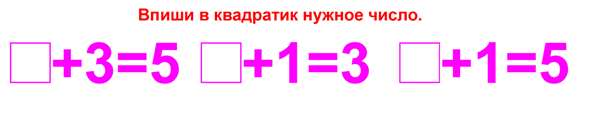 Впиши в квадратик нужное число.
□+3=5 □+1=3 □+1=5